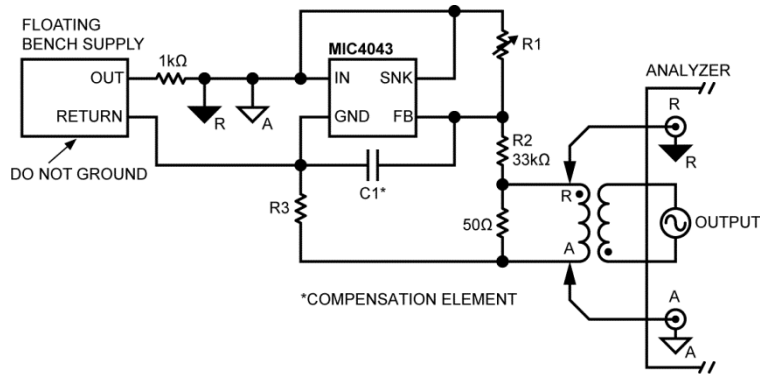 FLOATING
BENCH SUPPLY
OUT
RETURN
DO NOT GROUND
1kΩ
R
A
MIC4043
IN
SNK
GND
FB
C1*
R3
R1
R2
33kΩ
50Ω
R
A
*COMPENSATION ELEMENT
ANALYZER
R
R
OUTPUT
A
A